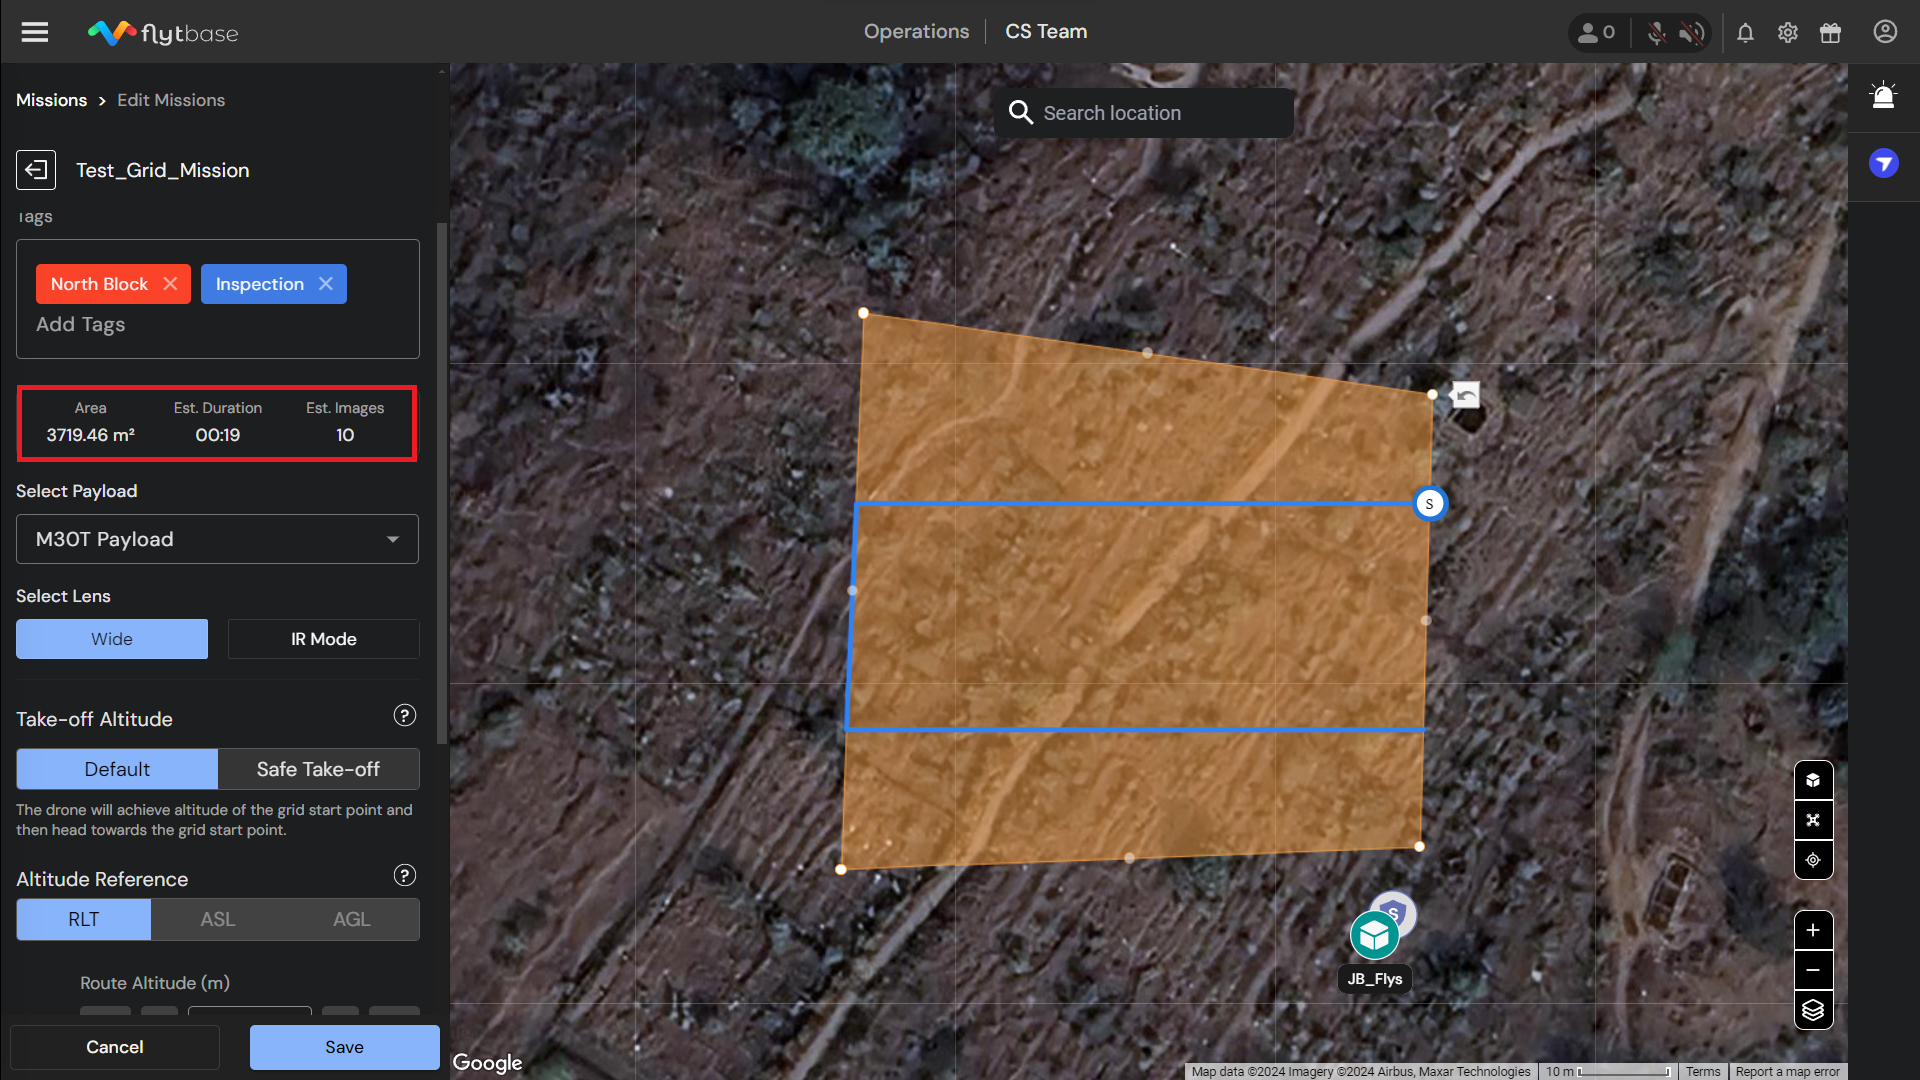 flytbase
Operations
CS Team
0
Missions > Edit Missions
Test_Grid_Mission
Tags
North Block
Inspection
Add Tags
Area
Est. Duration
Est. Images
3719.46 m²
00:19
10
Select Payload
M30T Payload
Select Lens
Wide
IR Mode
Take-off Altitude
?
Default
Safe Take-off
The drone will achieve altitude of the grid start point and
then head towards the grid start point.
Altitude Reference
?
RLT
ASL
AGL
Route Altitude (m)
Cancel
Save
Search location
S
S
JB_Flys
Google
Map data ©2024 Imagery ©2024 Airbus, Maxar Technologies
10 m
Terms
Report a map error